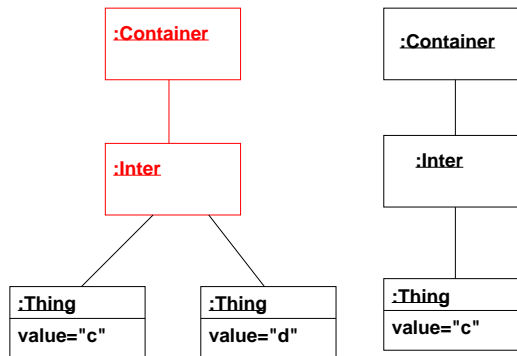 :Container
:Inter
:Thing
value="c"
:Thing
value="d"
:Container
:Inter
:Thing
value="c"